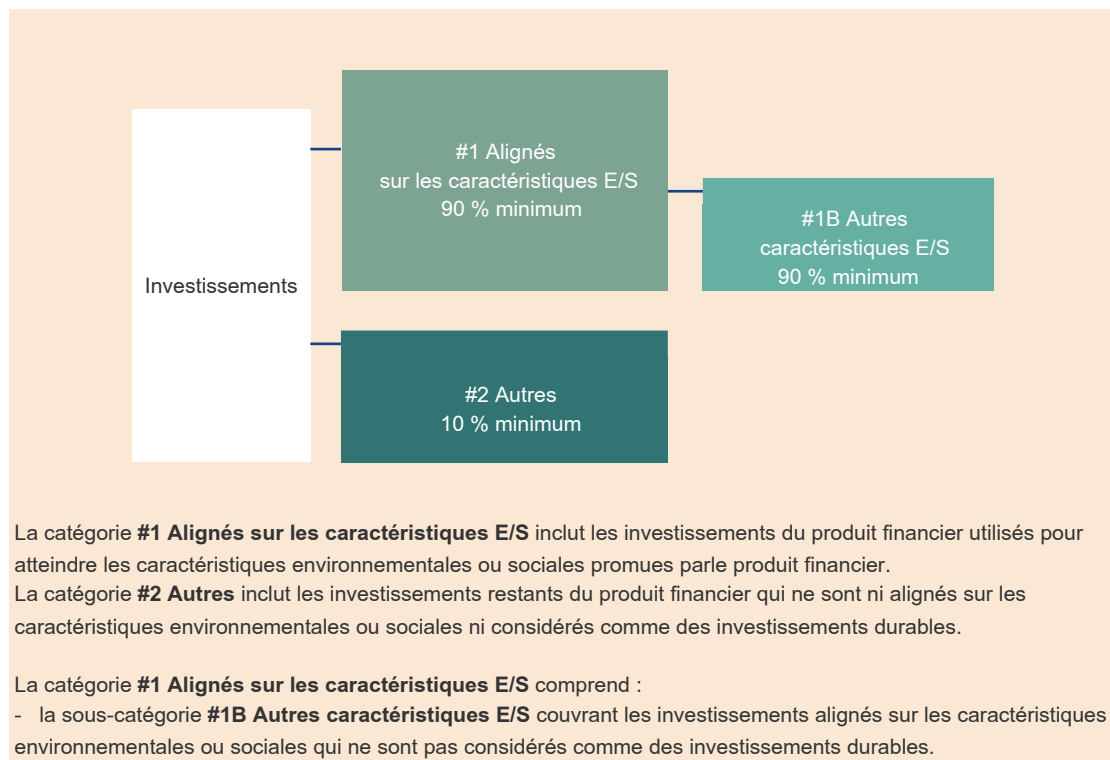 #1 Alignés
sur les caractéristiques E/S
90 % minimum
#1B Autres
caractéristiques E/S
90 % minimum
Investissements
#2 Autres
10 % minimum
La catégorie #1 Alignés sur les caractéristiques E/S inclut les investissements du produit financier utilisés pour
atteindre les caractéristiques environnementales ou sociales promues parle produit financier.
La catégorie #2 Autres inclut les investissements restants du produit financier qui ne sont ni alignés sur les
caractéristiques environnementales ou sociales ni considérés comme des investissements durables.
La catégorie #1 Alignés sur les caractéristiques E/S comprend :
- la sous-catégorie #1B Autres caractéristiques E/S couvrant les investissements alignés sur les caractéristiques
environnementales ou sociales qui ne sont pas considérés comme des investissements durables.